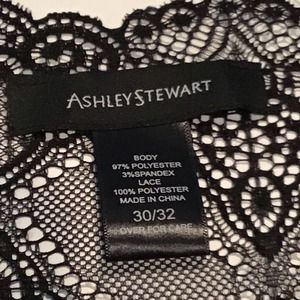 ASHLEY STEWART
BODY
97% POLYESTER
3%SPANDEX
LACE
100% POLYESTER
MADE IN CHINA
30/32
OVER FOR CARE